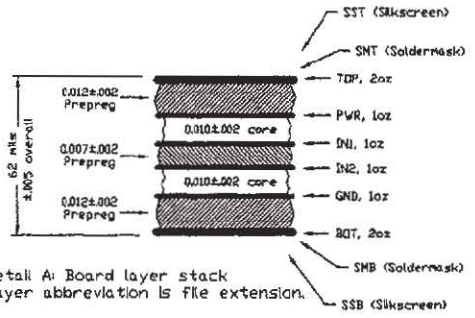 SST (Silkscreen)
SMT (Soldermask)
TOP, 2oz
0.012±.002
Prepreg
PWR, 1oz
0.010±.002 core
IN1, 1oz
0.007±.002
Prepreg
IN2, 1oz
0.010±.002 core
GND, 1oz
0.012±.002
Prepreg
BOT, 2oz
62 mils
±.005 overall
SMB (Soldermask)
etail A: Board layer stack
ayer abbreviation is file extension.
SSB (Silkscreen)